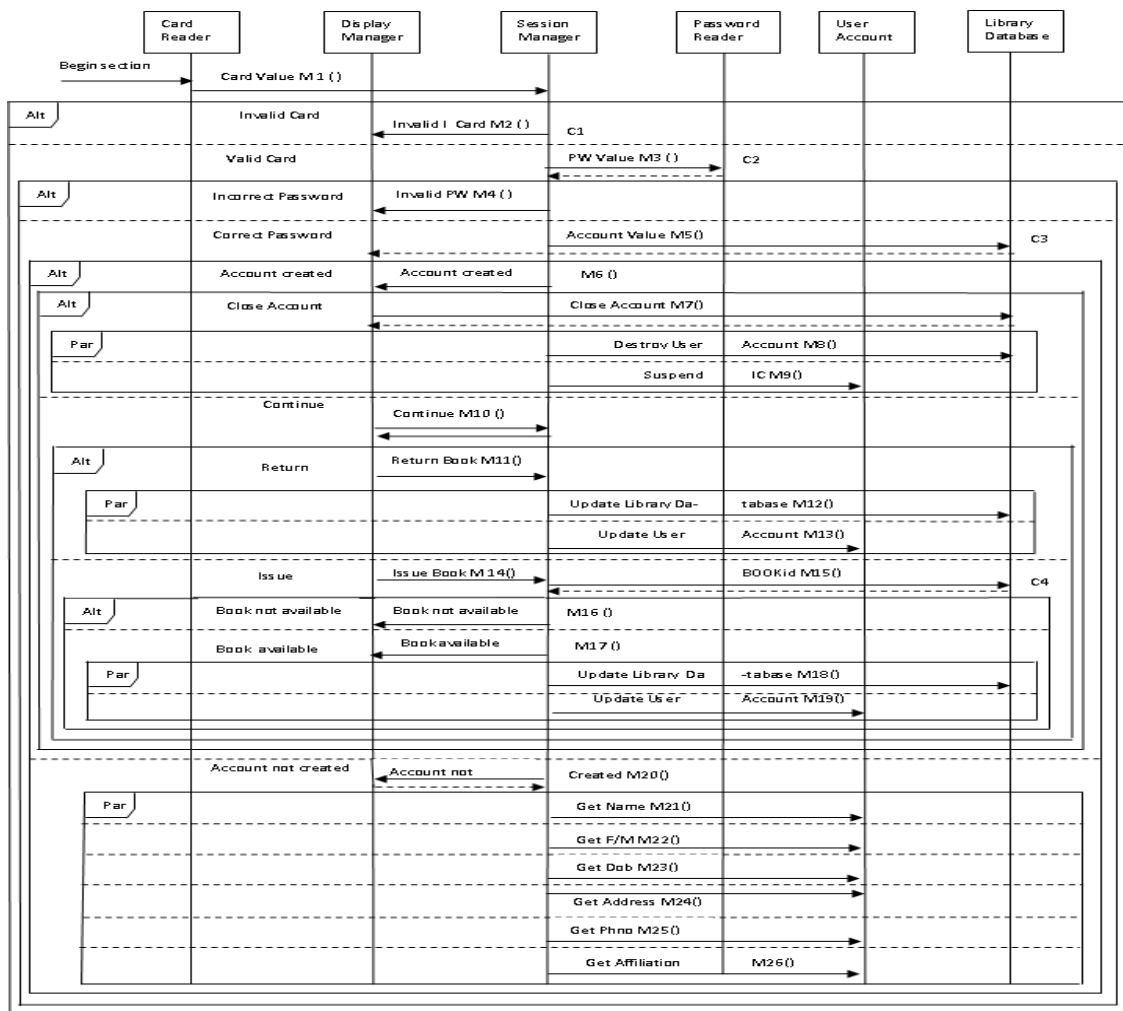 Card Reader
Display Manager
Session Manager
Password Reader
User Account
Library Database
Begin section
Card Value M1 ()
Alt
Invalid Card
Invalid I Card M2 ()
C1
Valid Card
PW Value M3 ()
C2
Alt
Incorrect Password
Invalid PW M4 ()
Correct Password
Account Value M5()
C3
Alt
Account created
Account created
M6 ()
Alt
Close Account
Close Account M7()
Par
Destroy User
Account M8()
Suspend
IC M9()
Continue
Continue M10 ()
Alt
Return
Return Book M11()
Par
Update Library Da-
tabase M12()
Update User
Account M13()
Issue
Issue Book M 14()
BOOKid M15()
C4
Alt
Book not available
Book not available
M16 ()
Book available
Book available
M17 ()
Par
Update Library Da
-tabase M18()
Update User
Account M19()
Account not created
Account not
Created M20()
Par
Get Name M21()
Get F/M M22()
Get Dob M23()
Get Address M24()
Get Phno M25()
Get Affiliation
M26()